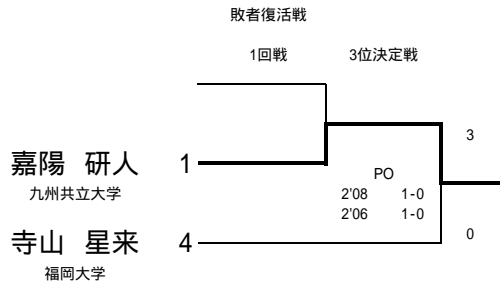 敗者復活戦
1回戦 3位決定戦
3
嘉陽 研人 1
九州共立大学
PO
2'08 1-0
2'06 1-0
寺山 星来 4
0
福岡大学